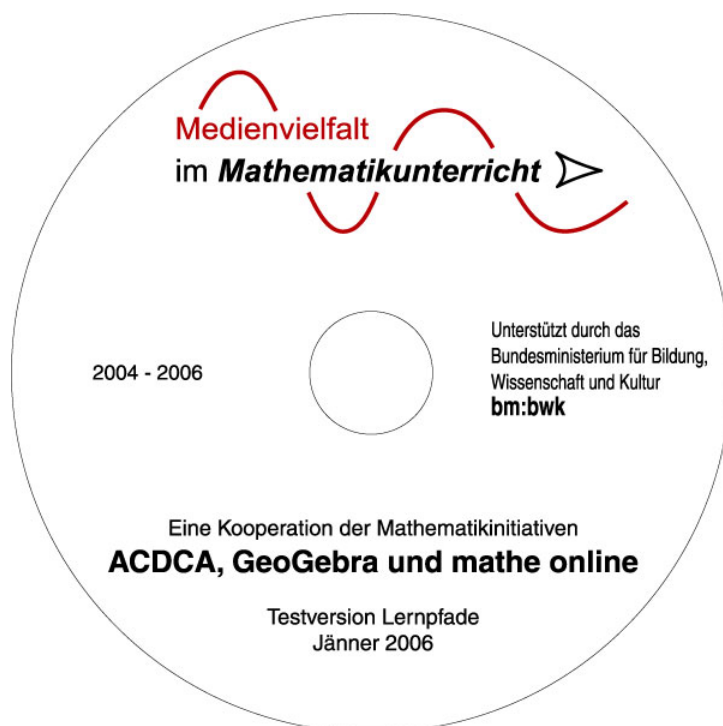 Medienvielfalt
im Mathematikunterricht
2004 - 2006
Unterstützt durch das
Bundesministerium für Bildung,
Wissenschaft und Kultur
bm:bwk
Eine Kooperation der Mathematikinitiativen
ACDCA, GeoGebra und mathe online
Testversion Lernpfade
Jänner 2006